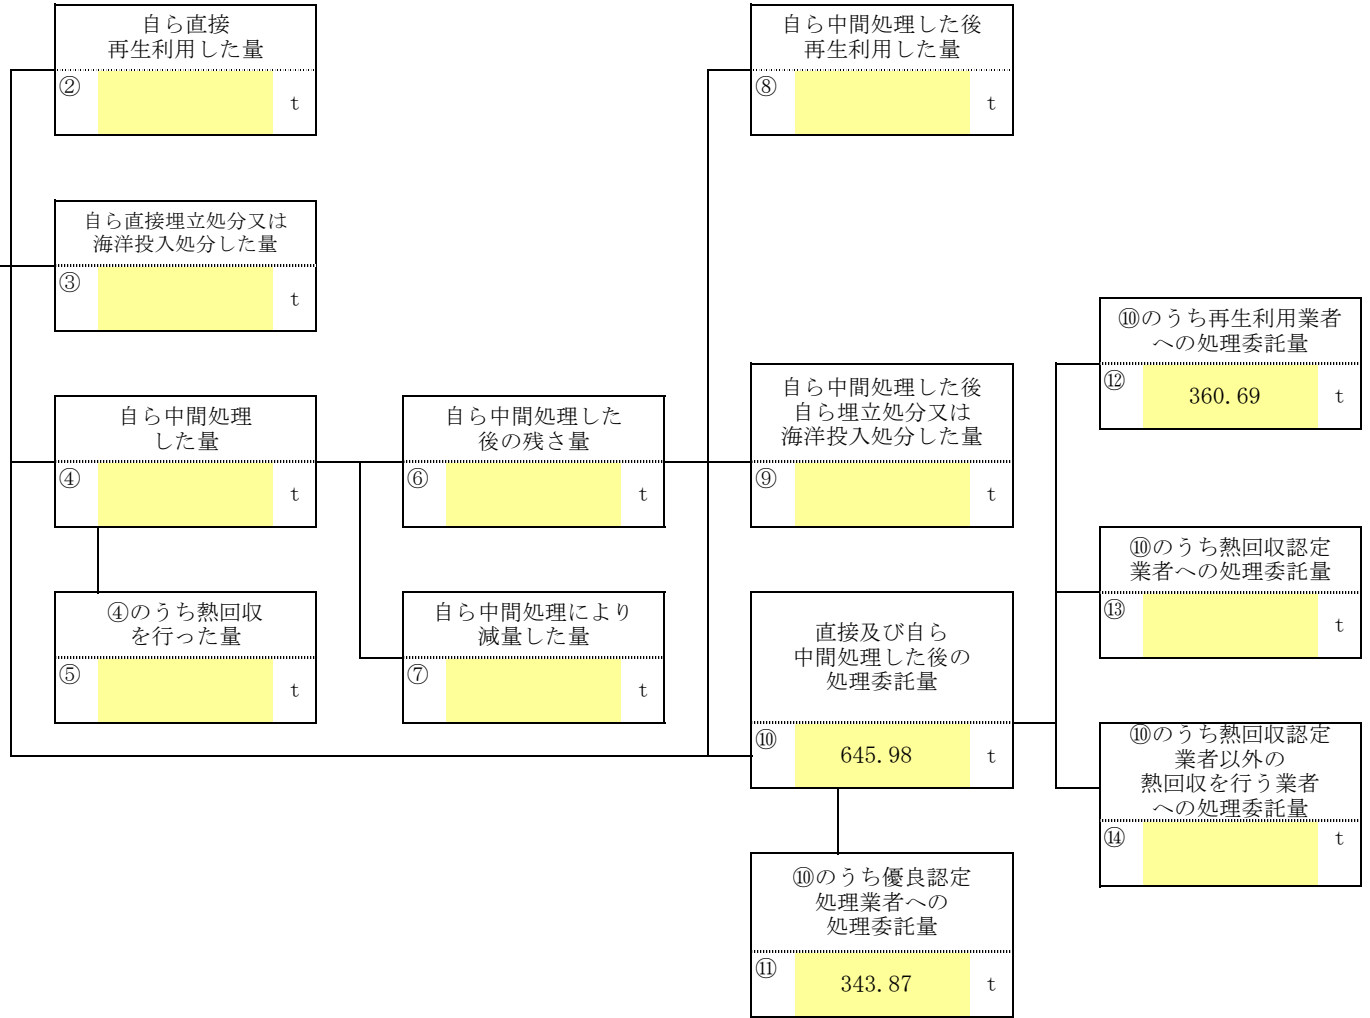 自ら直接
再生利用した量
②
t
自ら中間処理した後
再生利用した量
⑧
t
自ら直接埋立処分又は
海洋投入処分した量
③
t
⑩のうち再生利用業者
への処理委託量
⑫
360.69
t
自ら中間処理
した量
④
t
自ら中間処理した
後の残さ量
⑥
t
自ら中間処理した後
自ら埋立処分又は
海洋投入処分した量
⑨
t
⑩のうち熱回収認定
業者への処理委託量
⑬
t
④のうち熱回収
を行った量
⑤
t
自ら中間処理により
減量した量
⑦
t
直接及び自ら
中間処理した後の
処理委託量
⑩
645.98
t
⑩のうち熱回収認定
業者以外の
熱回収を行う業者
への処理委託量
⑭
t
⑩のうち優良認定
処理業者への
処理委託量
⑪
343.87
t